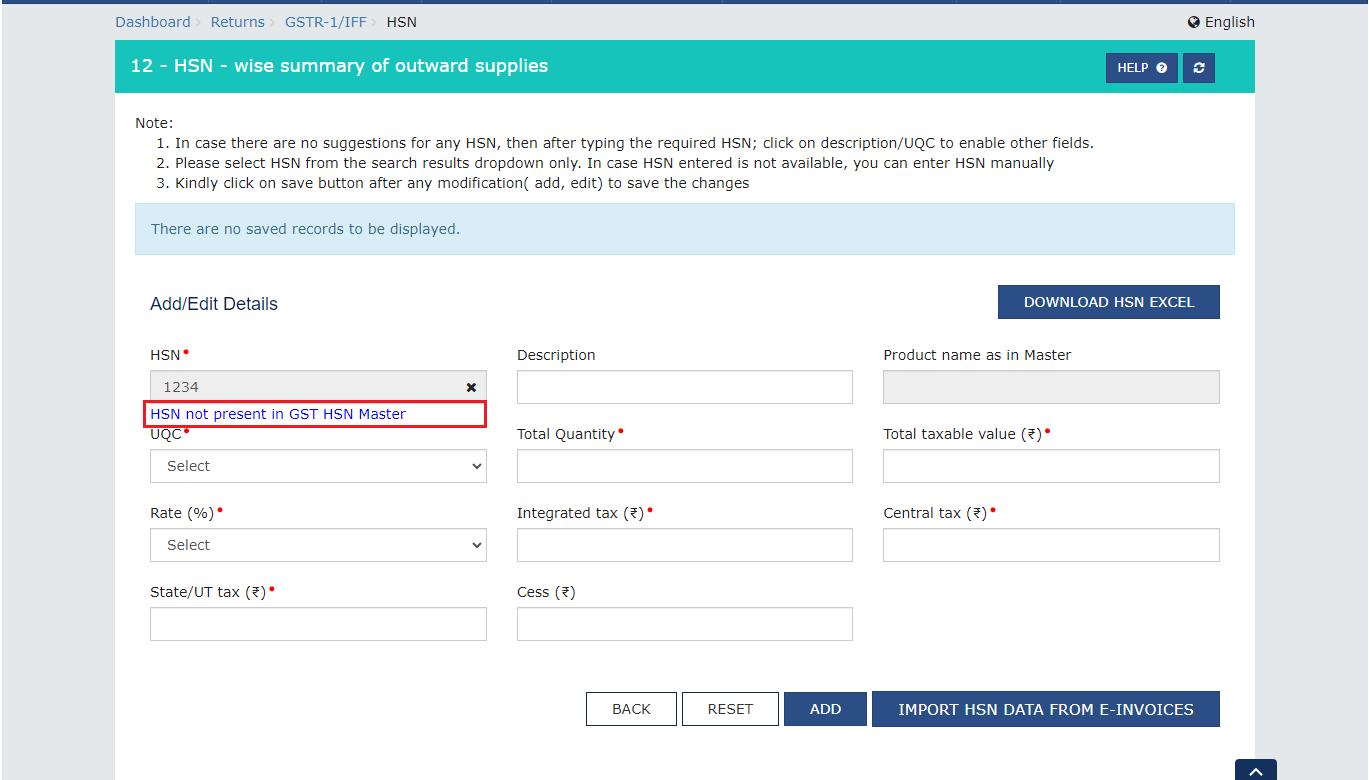 Dashboard > Returns > GSTR-1/IFF > HSN
English
12 - HSN - wise summary of outward supplies
HELP ?
Note:
1. In case there are no suggestions for any HSN, then after typing the required HSN; click on description/UQC to enable other fields.
2. Please select HSN from the search results dropdown only. In case HSN entered is not available, you can enter HSN manually
3. Kindly click on save button after any modification( add, edit) to save the changes
There are no saved records to be displayed.
Add/Edit Details
DOWNLOAD HSN EXCEL
HSN•
Description
Product name as in Master
1234
HSN not present in GST HSN Master
UQC•
Total Quantity•
Total taxable value (₹)•
Select
Rate (%)•
Integrated tax (₹)•
Central tax (₹)•
Select
State/UT tax (₹)•
Cess (₹)
BACK
RESET
ADD
IMPORT HSN DATA FROM E-INVOICES